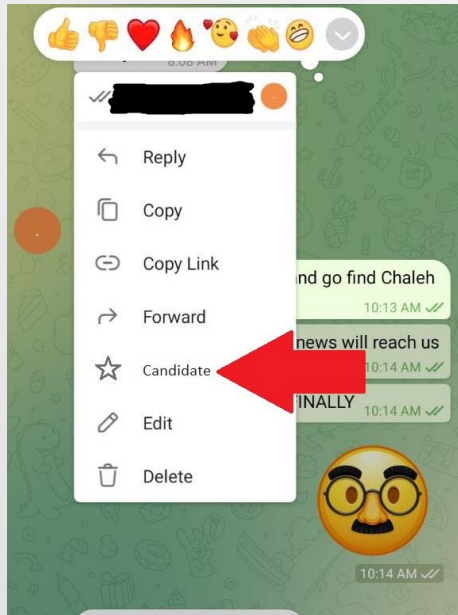 8:08 AM
Reply
Copy
Copy Link
nd go find Chaleh
10:13 AM
Forward
news will reach us
10:14 AM
Candidate
INALLY
10:14 AM
Edit
Delete
10:14 AM